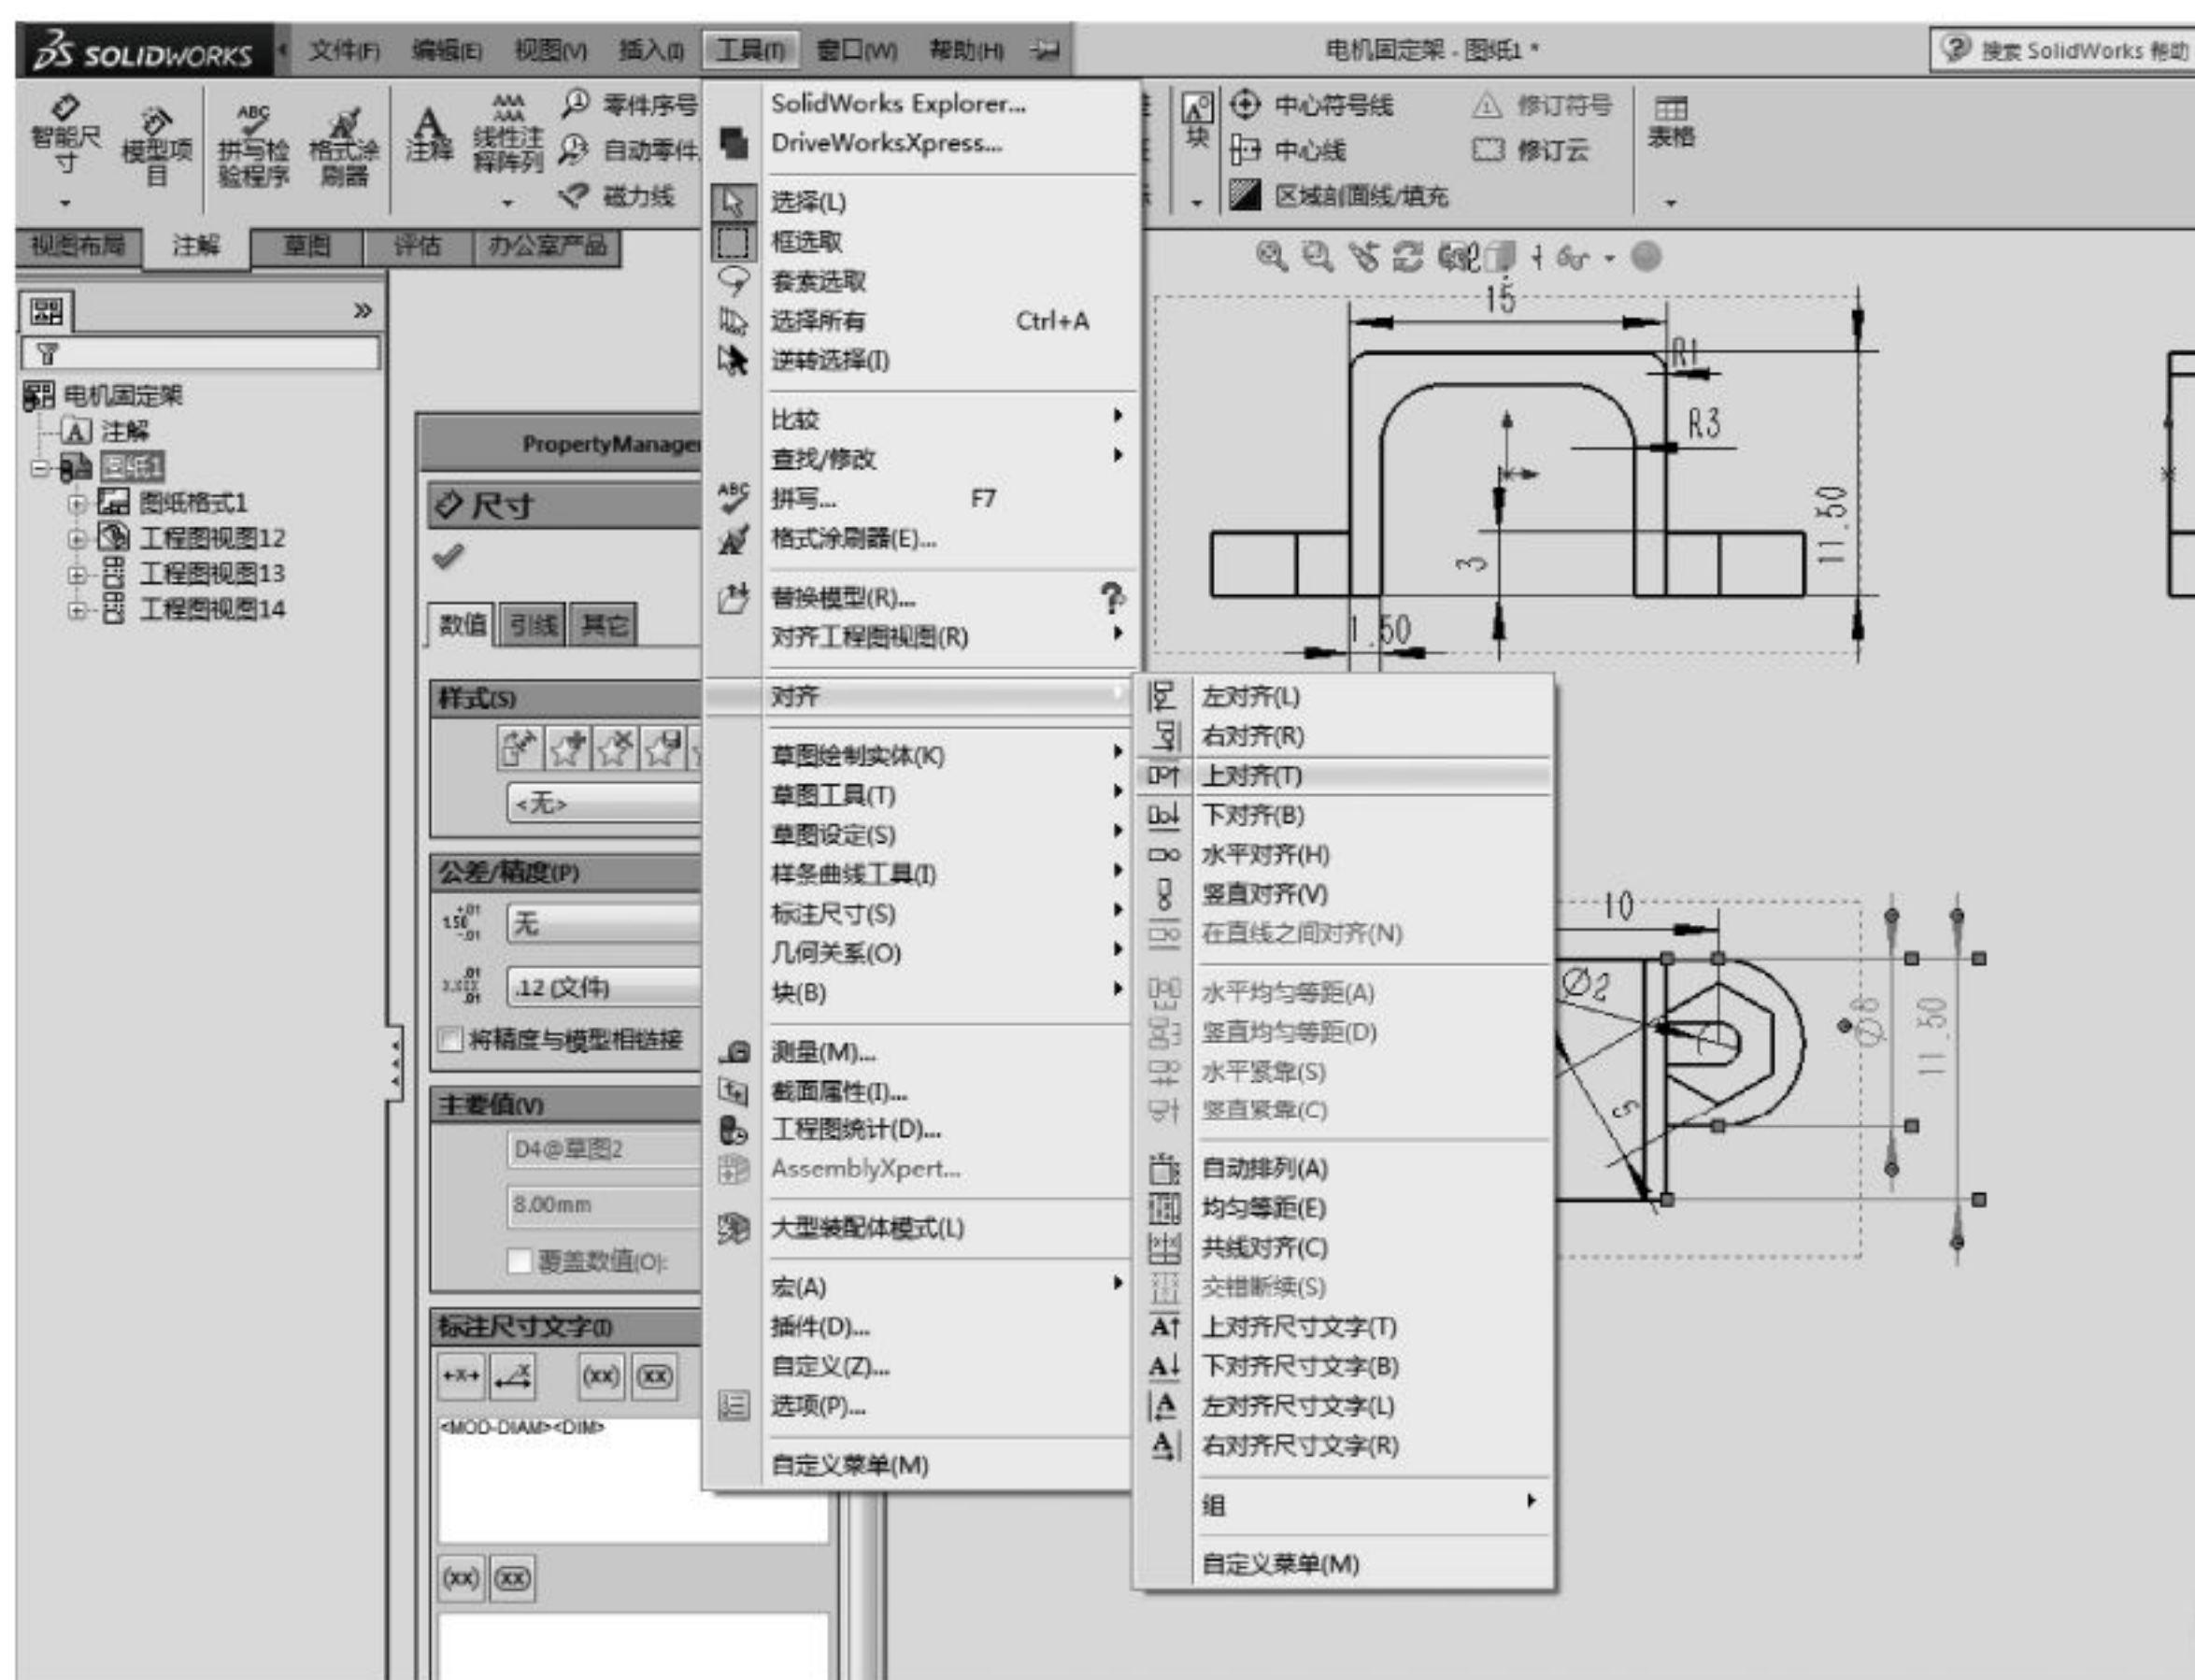 SOLIDWORKS 文件(F) 编辑(E) 视图(V) 插入(I) 工具(T) 窗口(W) 帮助(H) 电机固定架 - 图纸1 * 搜索 SolidWorks 帮助
智能尺寸
模型项目
拼写检验程序
格式涂刷器
注释
线性注释阵列
零件序号
自动零件
磁力线
块
中心符号线
中心线
区域剖面线/填充
修订符号
修订云
表格
视图布局 注解 草图 评估 办公室产品
电机固定架
注解
图纸1
图纸格式1
工程图视图12
工程图视图13
工程图视图14
PropertyManager
尺寸
数值 引线 其它
样式(S)
<无>
公差/精度(P)
无
.12 (文件)
将精度与模型相链接
主要值(V)
D4@草图2
8.00mm
覆盖数值(O):
标注尺寸文字(I)
(xx) (xx)
<MOD-DIAM><DIM>
(xx) (xx)
SolidWorks Explorer...
DriveWorksXpress...
选择(L)
框选取
套索选取
选择所有 Ctrl+A
逆转选择(I)
比较
查找/修改
拼写... F7
格式涂刷器(E)...
替换模型(R)...
对齐工程图视图(R)
对齐
草图绘制实体(K)
草图工具(T)
草图设定(S)
样条曲线工具(I)
标注尺寸(S)
几何关系(O)
块(B)
测量(M)...
截面属性(I)...
工程图统计(D)...
AssemblyXpert...
大型装配体模式(L)
宏(A)
插件(D)...
自定义(Z)...
选项(P)...
自定义菜单(M)
左对齐(L)
右对齐(R)
上对齐(T)
下对齐(B)
水平对齐(H)
竖直对齐(V)
在直线之间对齐(N)
水平均匀等距(A)
竖直均匀等距(D)
水平紧靠(S)
竖直紧靠(C)
自动排列(A)
均匀等距(E)
共线对齐(C)
交错断续(S)
上对齐尺寸文字(T)
下对齐尺寸文字(B)
左对齐尺寸文字(L)
右对齐尺寸文字(R)
组
自定义菜单(M)
15
R1
R3
11.50
3
1.50
10
Ø2
5
Ø8
11.50